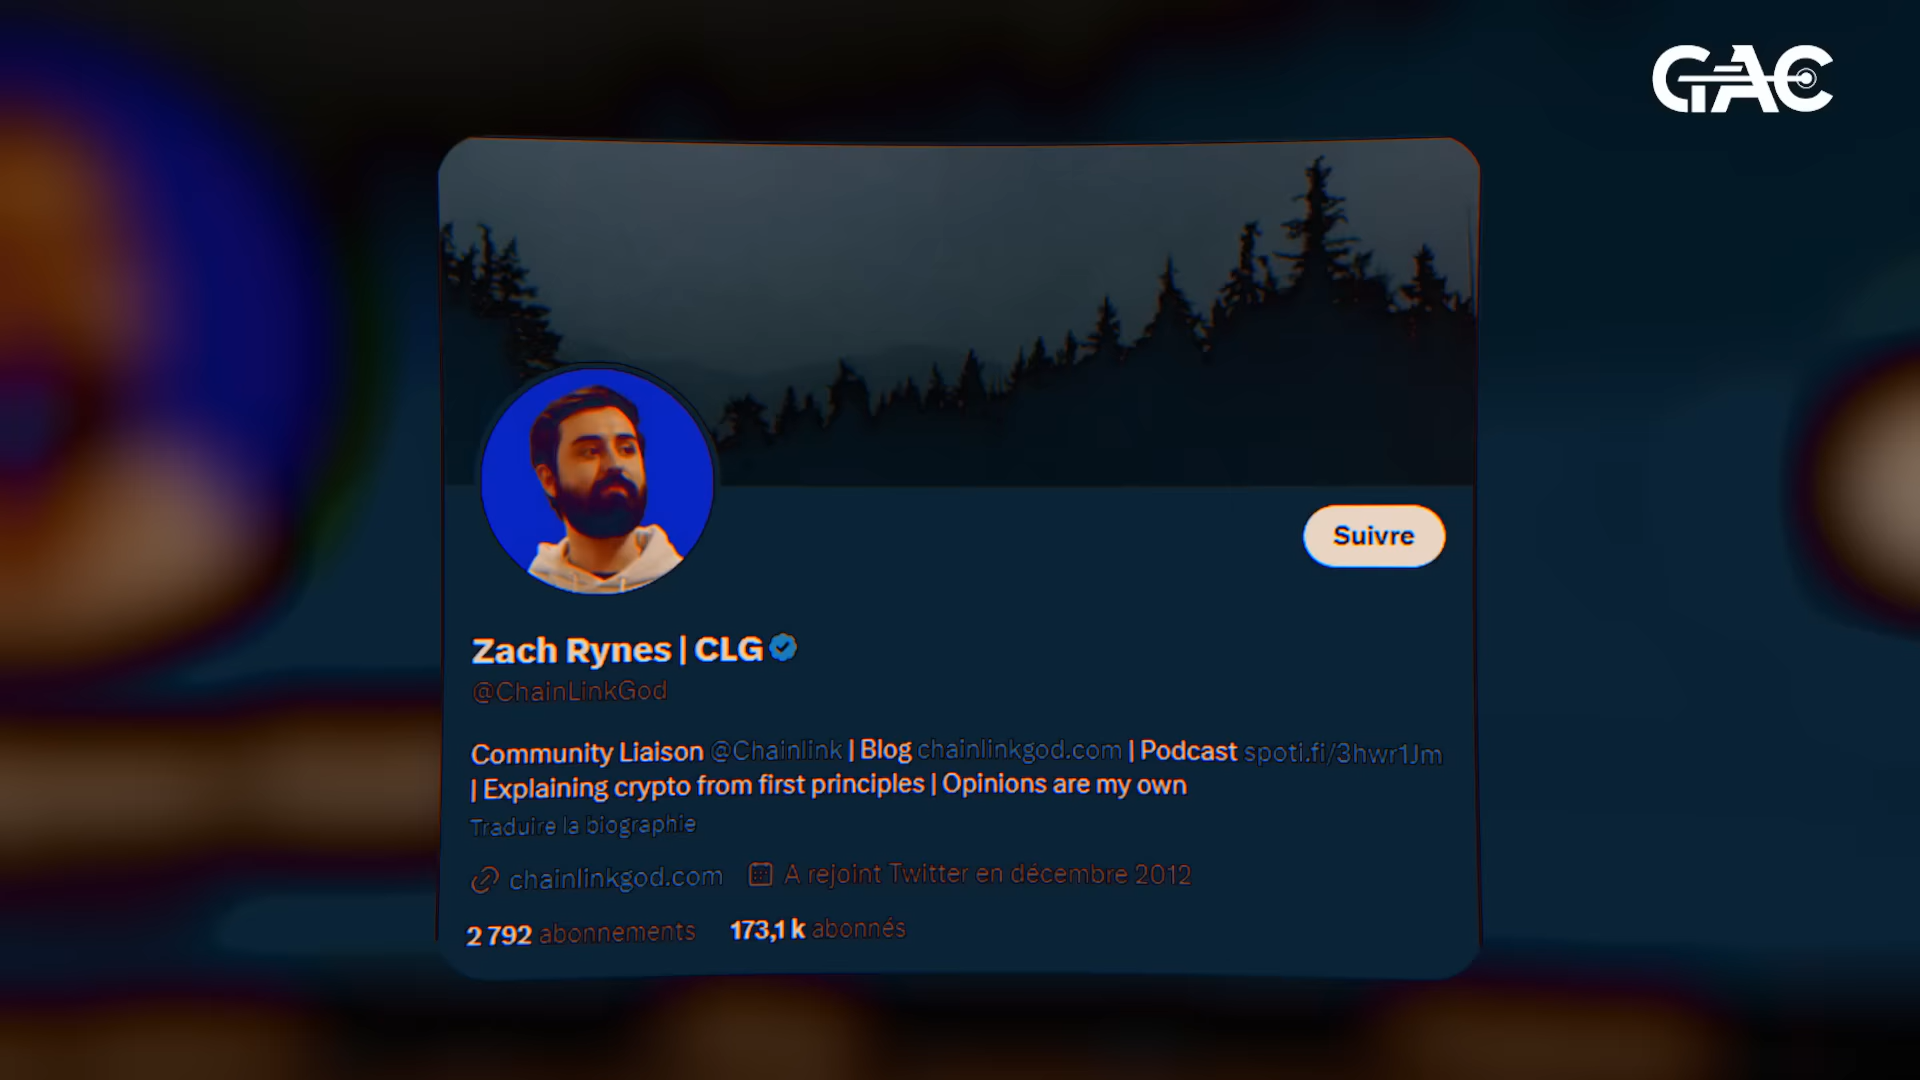 GAC
Suivre
Zach Rynes | CLG
@ChainLinkGod
Community Liaison @Chainlink | Blog chainlinkgod.com | Podcast spoti.fi/3hwr1Jm
| Explaining crypto from first principles | Opinions are my own
Traduire la biographie
chainlinkgod.com A rejoint Twitter en décembre 2012
2 792 abonnements 173,1 k abonnés